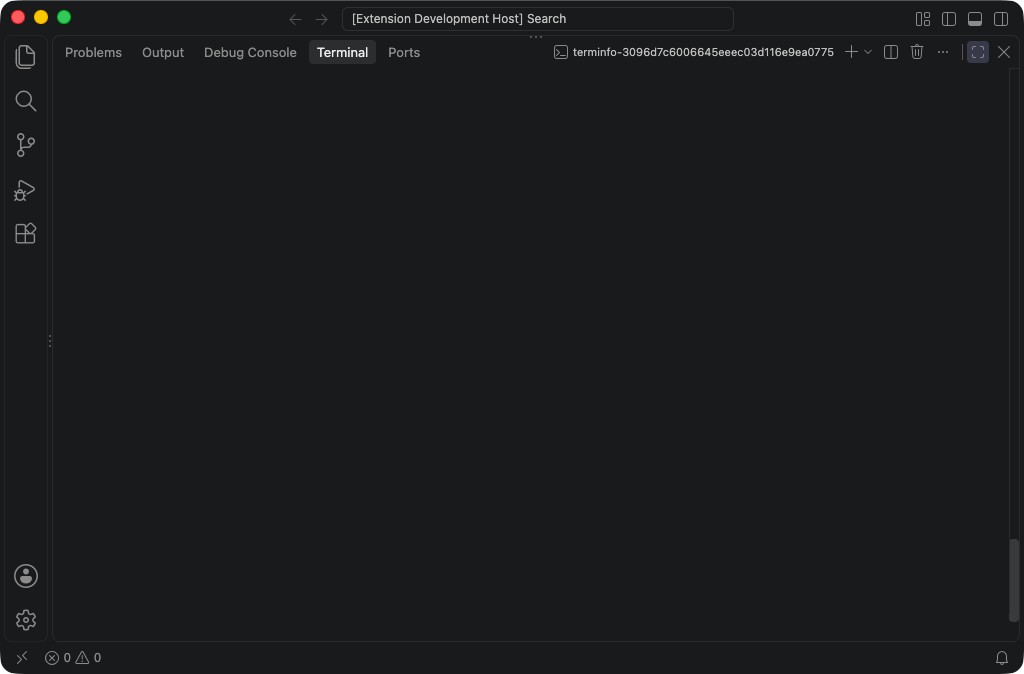 [Extension Development Host] Search
Problems Output Debug Console Terminal Ports terminfo-3096d7c6006645eeec03d116e9ea0775
0 0